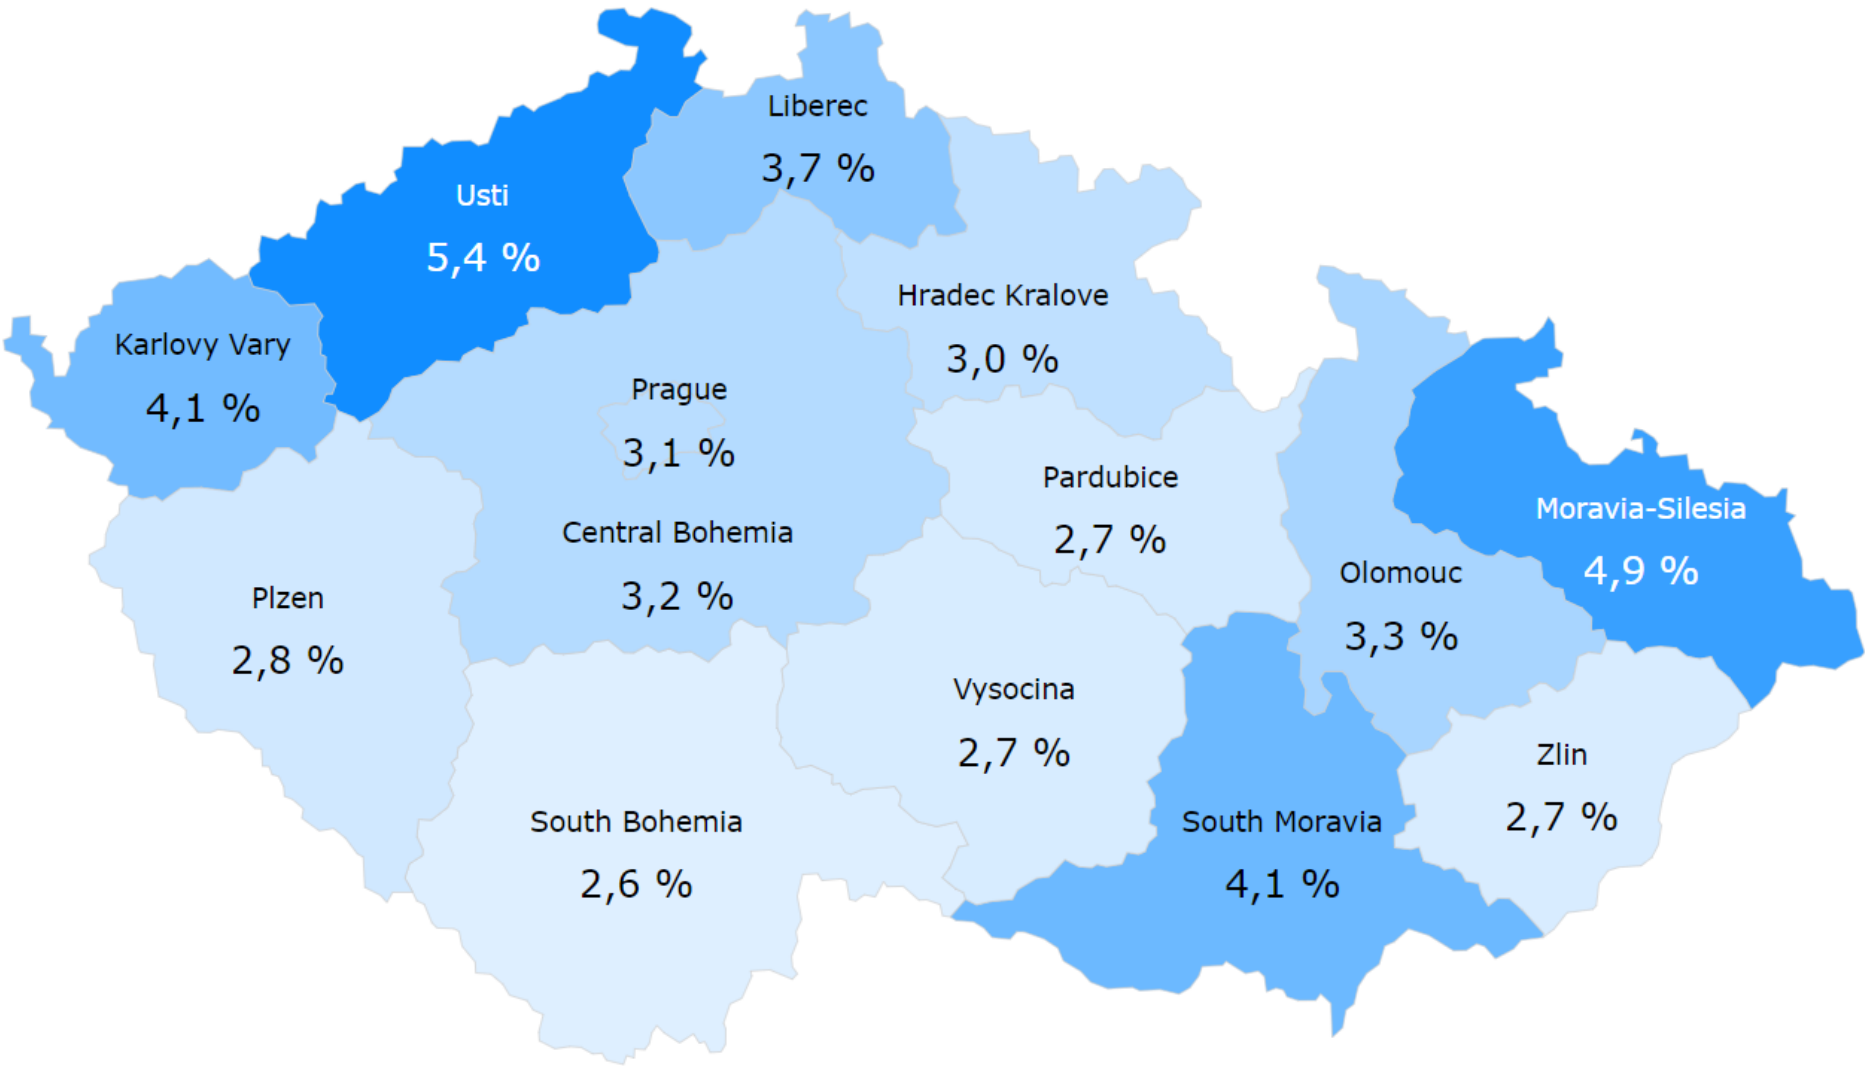 Liberec
3,7 %
Usti
5,4 %
Hradec Kralove
3,0 %
Karlovy Vary
4,1 %
Prague
3,1 %
Pardubice
2,7 %
Moravia-Silesia
4,9 %
Central Bohemia
3,2 %
Olomouc
3,3 %
Plzen
2,8 %
Vysocina
2,7 %
Zlin
2,7 %
South Bohemia
2,6 %
South Moravia
4,1 %